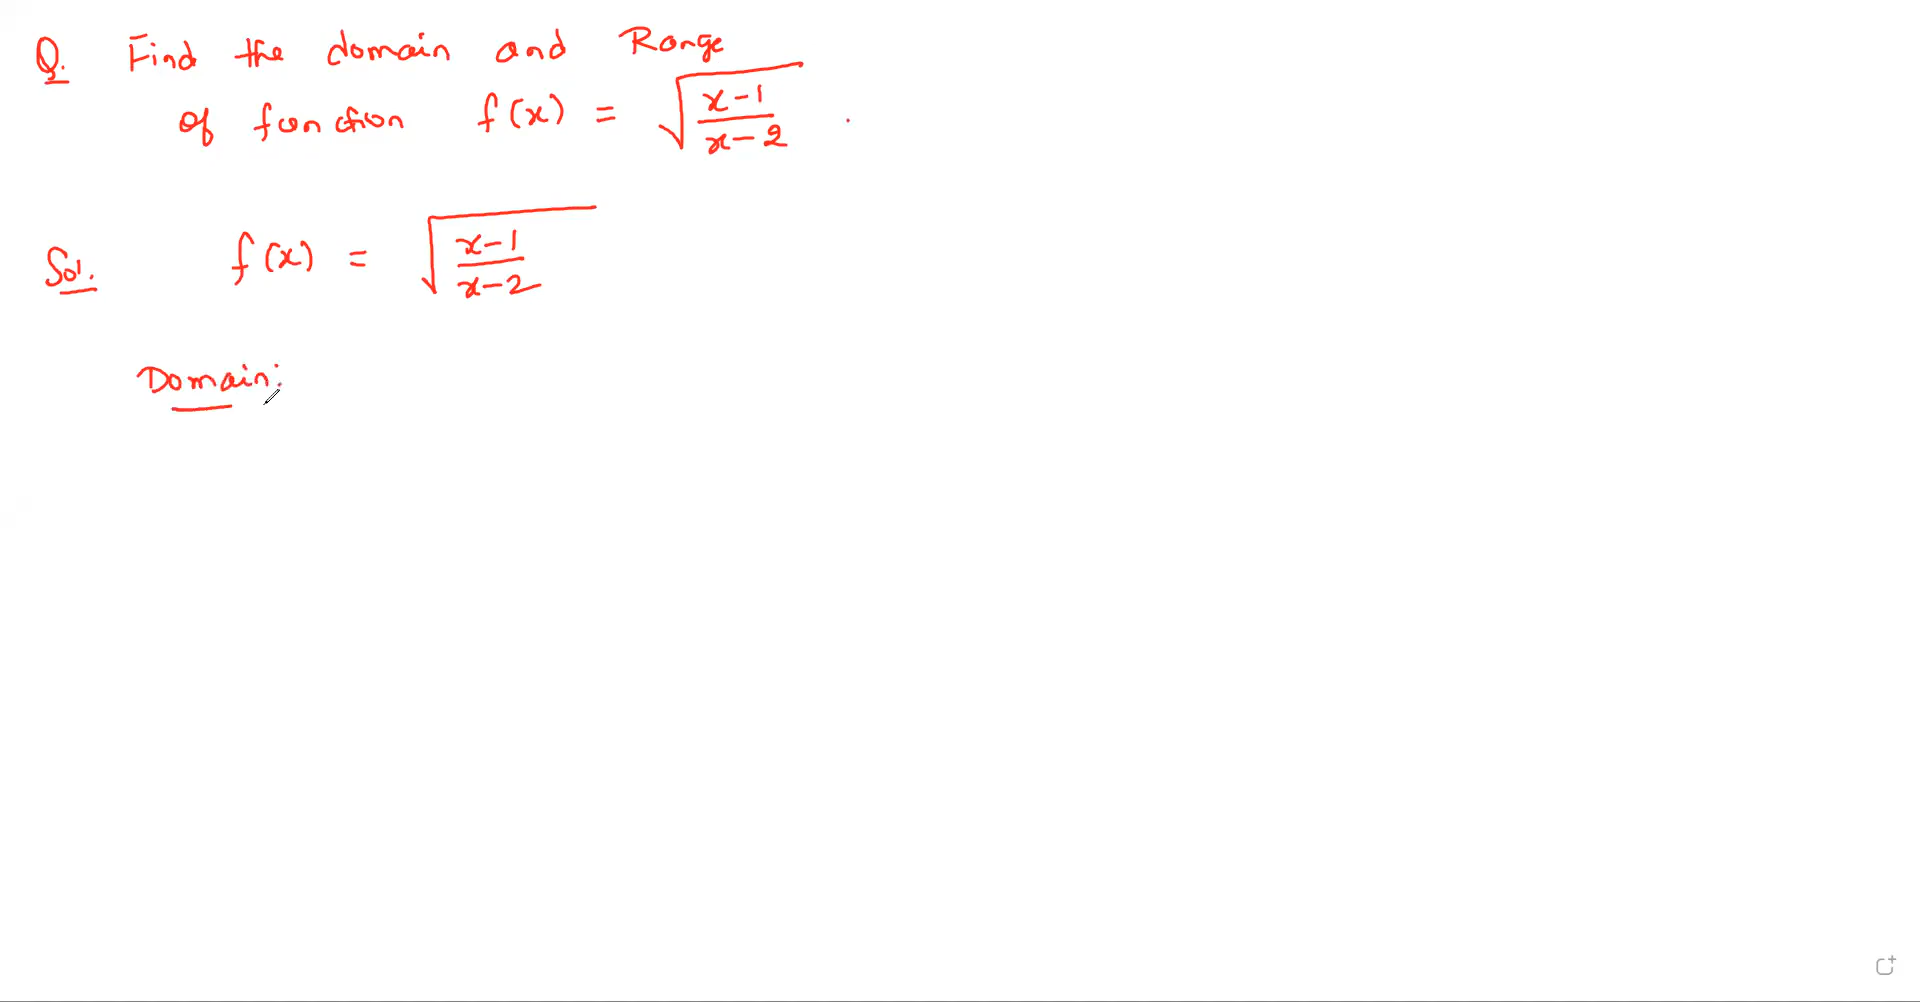 Q. Find the domain and Range
of function f(x) = √((x-1)/(x-2)) .
Sol. f(x) = √((x-1)/(x-2))
Domain: